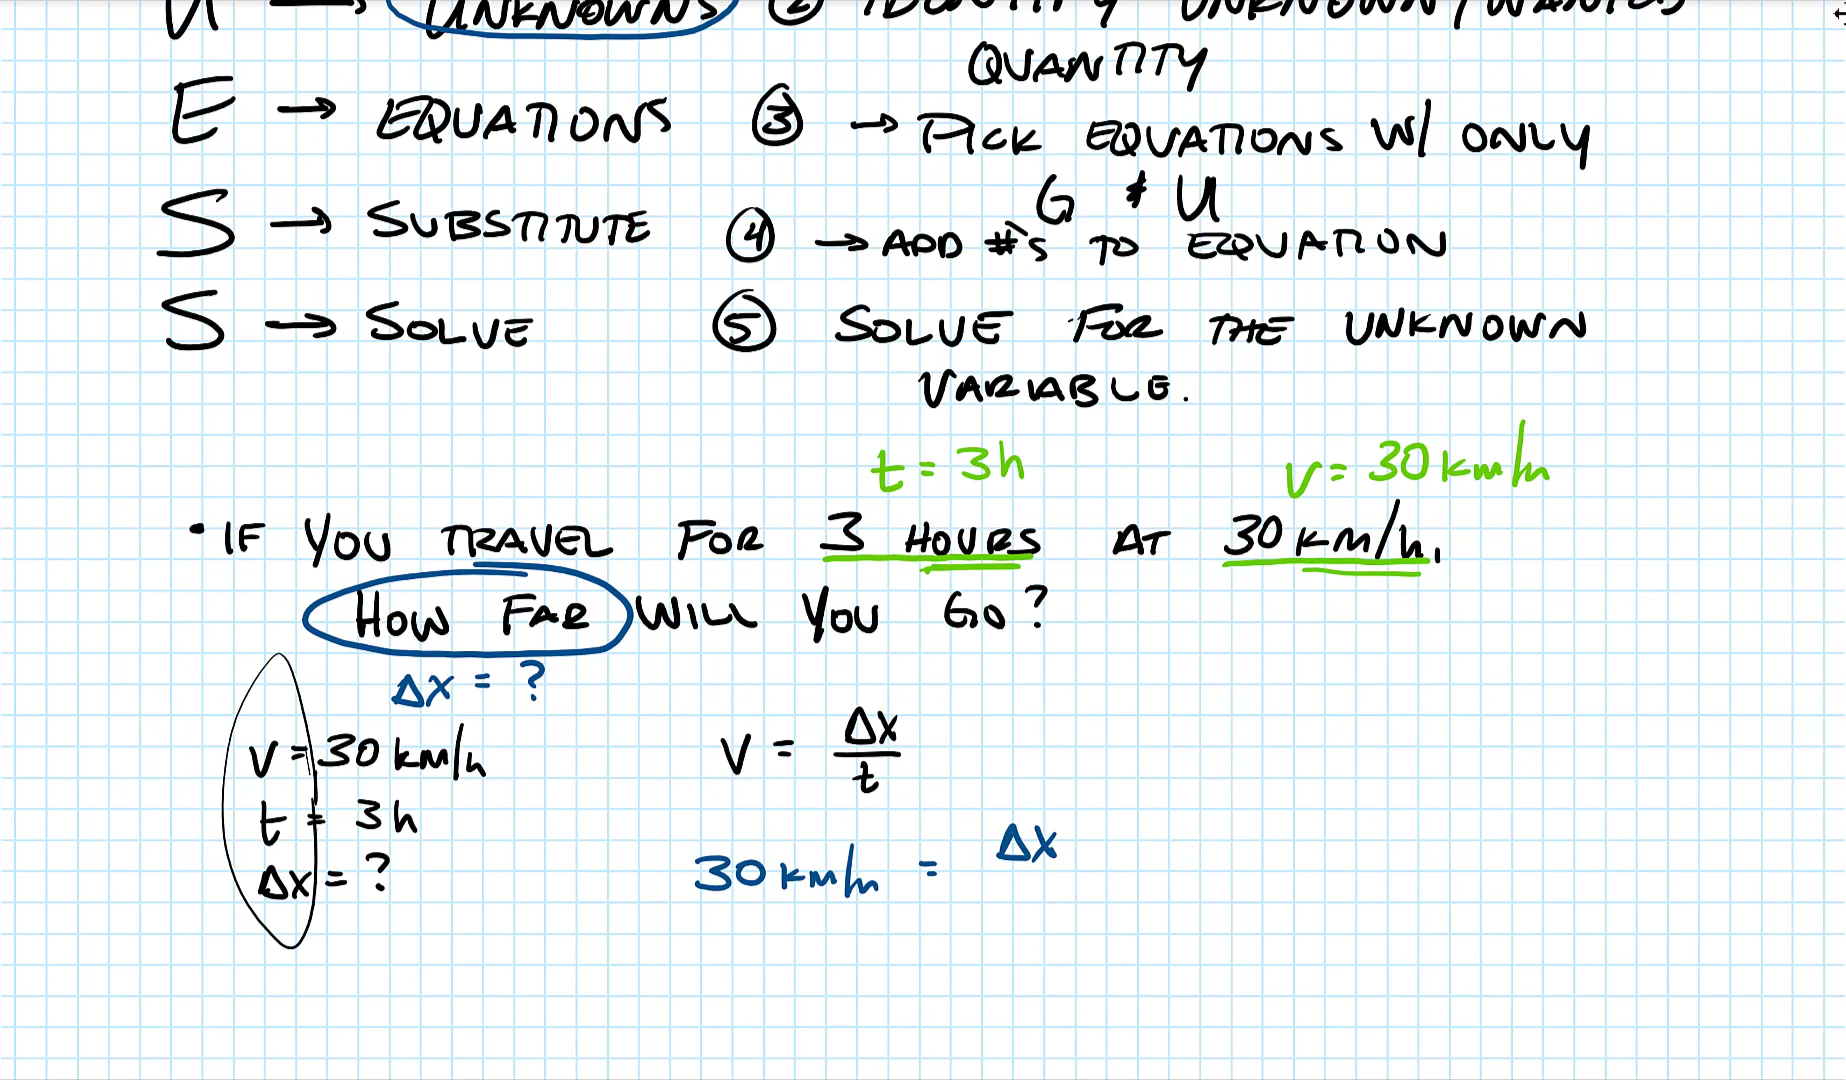 U → UNKNOWNS ② IDENTIFY UNKNOWN/WANTED
QUANTITY
E → EQUATIONS ③ → PICK EQUATIONS W/ ONLY
G & U
S → SUBSTITUTE ④ → ADD #'s TO EQUATION
S → SOLVE ⑤ SOLVE FOR THE UNKNOWN
VARIABLE.
t = 3h v = 30 km/h
• IF YOU TRAVEL FOR 3 HOURS AT 30 km/h,
HOW FAR WILL YOU GO?
Δx = ?
v = 30 km/h
t = 3h
Δx = ?
v = Δx/t
30 km/h = Δx